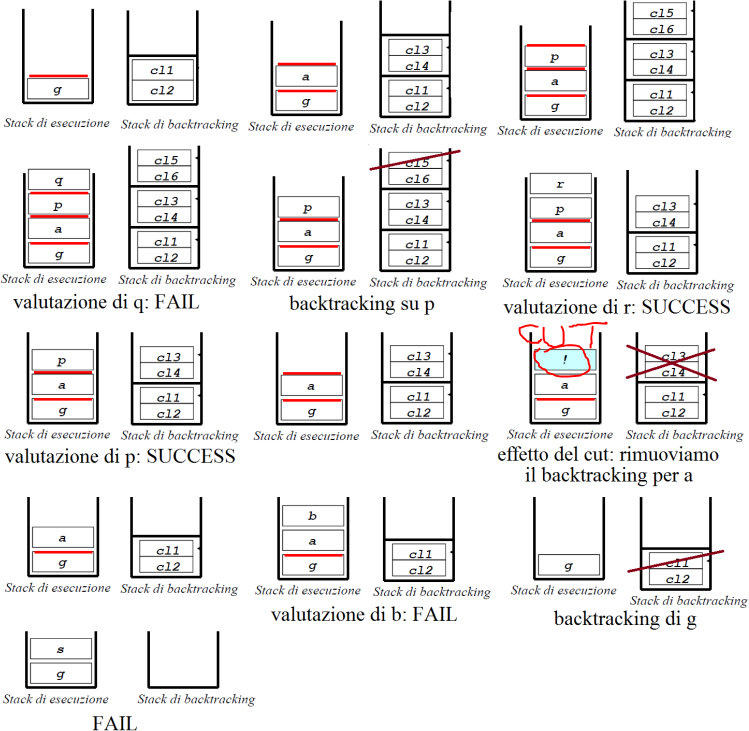 g
cl1
cl2
Stack di esecuzione Stack di backtracking
a
g
cl3
cl4
cl1
cl2
Stack di esecuzione Stack di backtracking
p
a
g
cl5
cl6
cl3
cl4
cl1
cl2
Stack di esecuzione Stack di backtracking
q
p
a
g
cl5
cl6
cl3
cl4
cl1
cl2
Stack di esecuzione Stack di backtracking
valutazione di q: FAIL
p
a
g
cl5
cl6
cl3
cl4
cl1
cl2
Stack di esecuzione Stack di backtracking
backtracking su p
r
p
a
g
cl3
cl4
cl1
cl2
Stack di esecuzione Stack di backtracking
valutazione di r: SUCCESS
p
a
g
cl3
cl4
cl1
cl2
Stack di esecuzione Stack di backtracking
valutazione di p: SUCCESS
a
g
cl3
cl4
cl1
cl2
Stack di esecuzione Stack di backtracking
CUT
!
a
g
cl3
cl4
cl1
cl2
Stack di esecuzione Stack di backtracking
effetto del cut: rimuoviamo
il backtracking per a
a
g
cl1
cl2
Stack di esecuzione Stack di backtracking
b
a
g
cl1
cl2
Stack di esecuzione Stack di backtracking
valutazione di b: FAIL
g
cl1
cl2
Stack di esecuzione Stack di backtracking
backtracking di g
s
g
Stack di esecuzione Stack di backtracking
FAIL